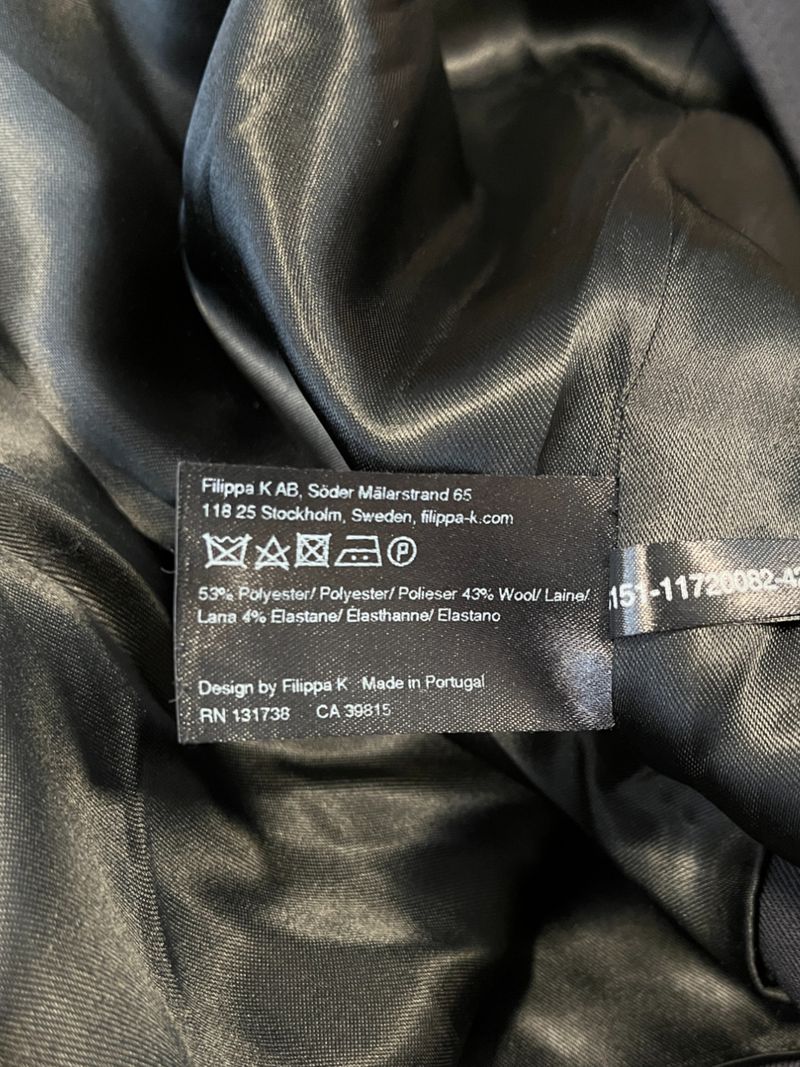 Filippa K AB, Söder Mälarstrand 65
118 25 Stockholm, Sweden, filippa-k.com
P
53% Polyester/ Polyester/ Polieser 43% Wool/ Laine/
Lana 4% Elastane/ Élasthanne/ Elastano
Design by Filippa K Made in Portugal
RN 131738 CA 39815
151-11720082-42